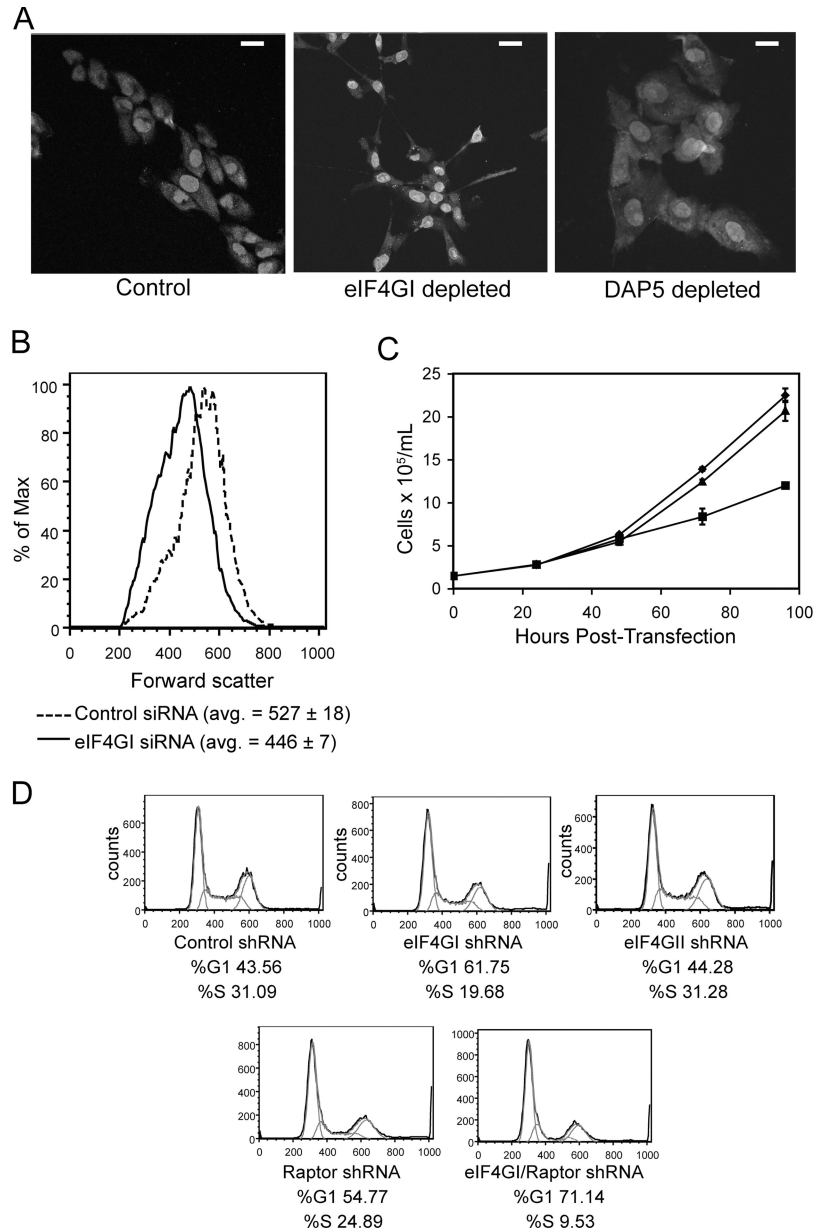 A
Control
eIF4GI depleted
DAP5 depleted
B
% of Max
100
80
60
40
20
0
0 200 400 600 800 1000
Forward scatter
Control siRNA (avg. = 527 ± 18)
eIF4GI siRNA (avg. = 446 ± 7)
C
Cells x 10⁵/mL
25
20
15
10
5
0
0 20 40 60 80 100
Hours Post-Transfection
D
counts
600
400
200
0
0 200 400 600 800 1000
Control shRNA
%G1 43.56
%S 31.09
counts
800
600
400
200
0
0 200 400 600 800 1000
eIF4GI shRNA
%G1 61.75
%S 19.68
counts
600
400
200
0
0 200 400 600 800 1000
eIF4GII shRNA
%G1 44.28
%S 31.28
800
600
400
200
0
0 200 400 600 800 1000
Raptor shRNA
%G1 54.77
%S 24.89
1000
800
600
400
200
0
0 200 400 600 800 1000
eIF4GI/Raptor shRNA
%G1 71.14
%S 9.53